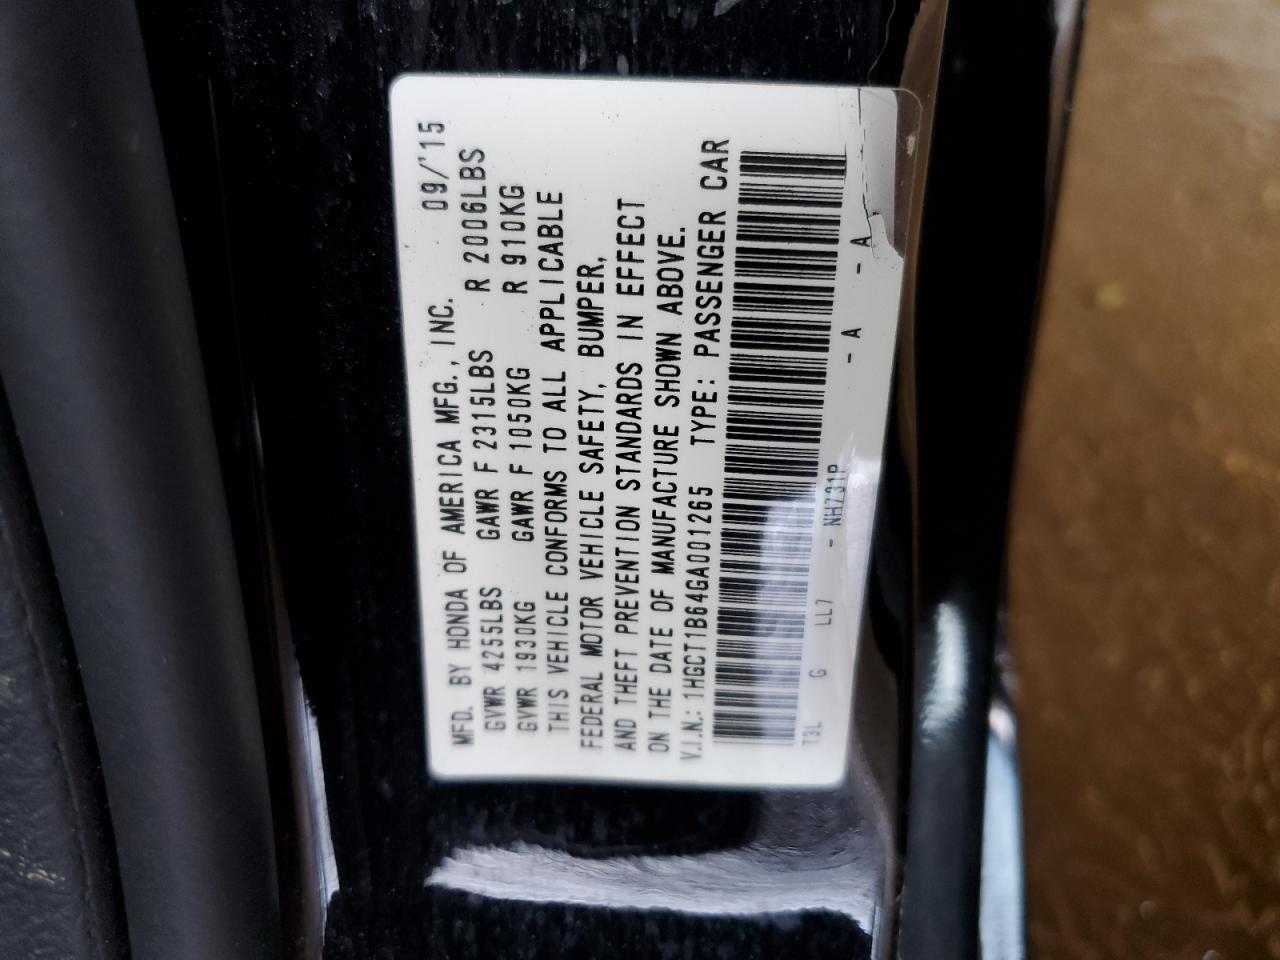 MFD. BY HONDA OF AMERICA MFG., INC. 09/'15
GVWR 4255LBS GAWR F 2315LBS R 2006LBS
GVWR 1930KG GAWR F 1050KG R 910KG
THIS VEHICLE CONFORMS TO ALL APPLICABLE
FEDERAL MOTOR VEHICLE SAFETY, BUMPER,
AND THEFT PREVENTION STANDARDS IN EFFECT
ON THE DATE OF MANUFACTURE SHOWN ABOVE.
V.I.N.: 1HGCT1B64GA001265 TYPE: PASSENGER CAR
T3L G LL7 - NH731P - A - A